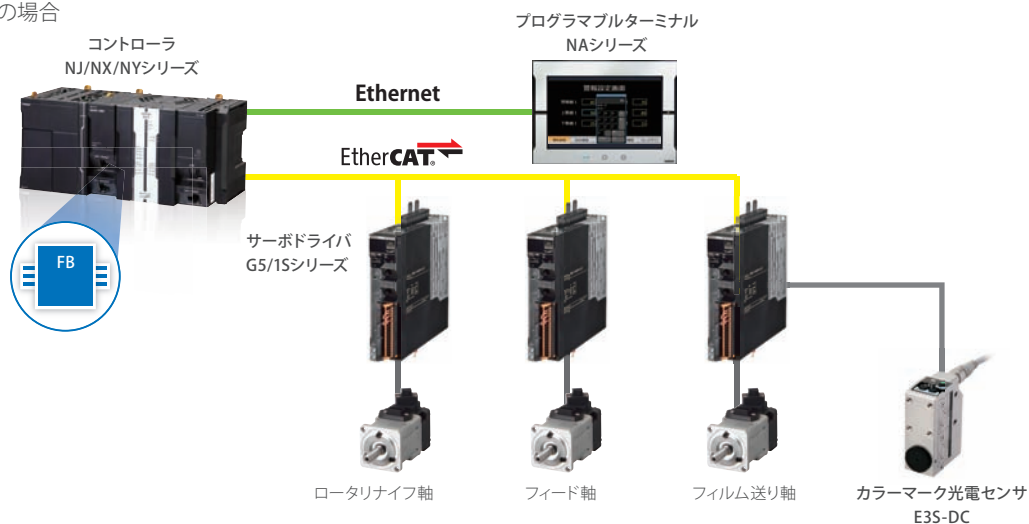 の場合
コントローラ
NJ/NX/NYシリーズ
プログラマブルターミナル
NAシリーズ
Ethernet
EtherCAT®
サーボドライバ
G5/1Sシリーズ
FB
ロータリナイフ軸
フィード軸
フィルム送り軸
カラーマーク光電センサ
E3S-DC